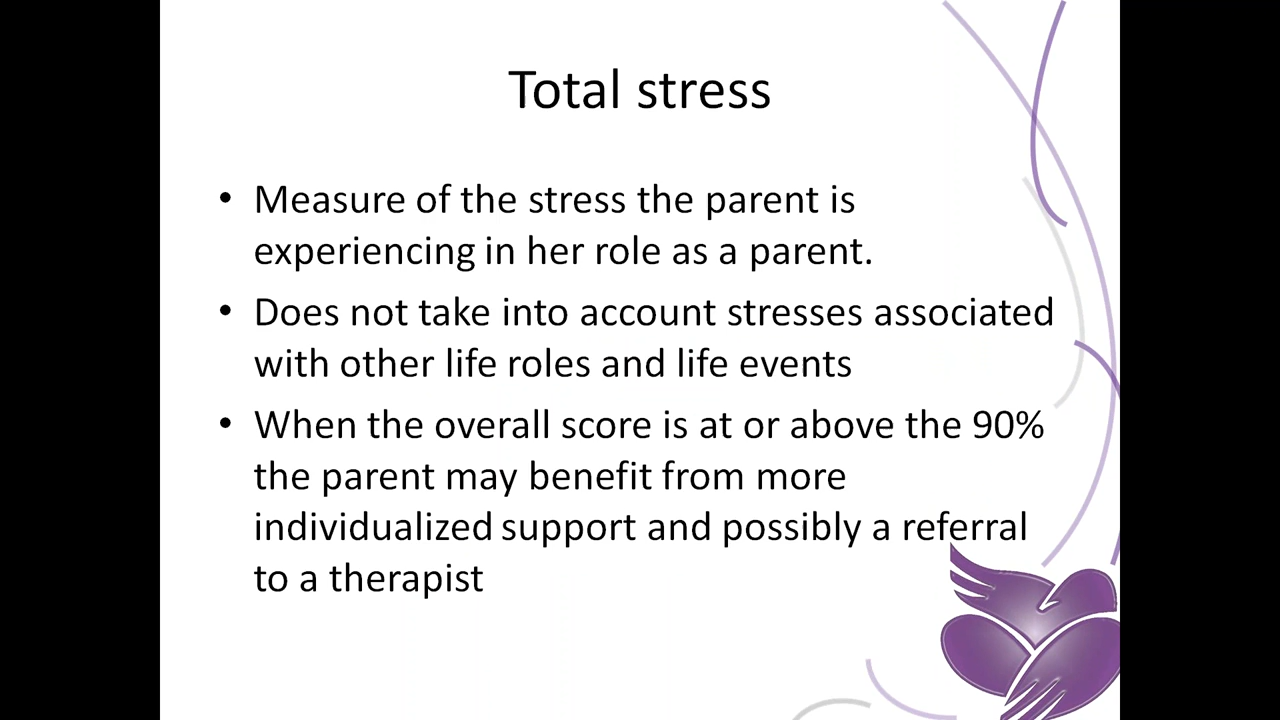 Total stress
• Measure of the stress the parent is
experiencing in her role as a parent.
• Does not take into account stresses associated
with other life roles and life events
• When the overall score is at or above the 90%
the parent may benefit from more
individualized support and possibly a referral
to a therapist